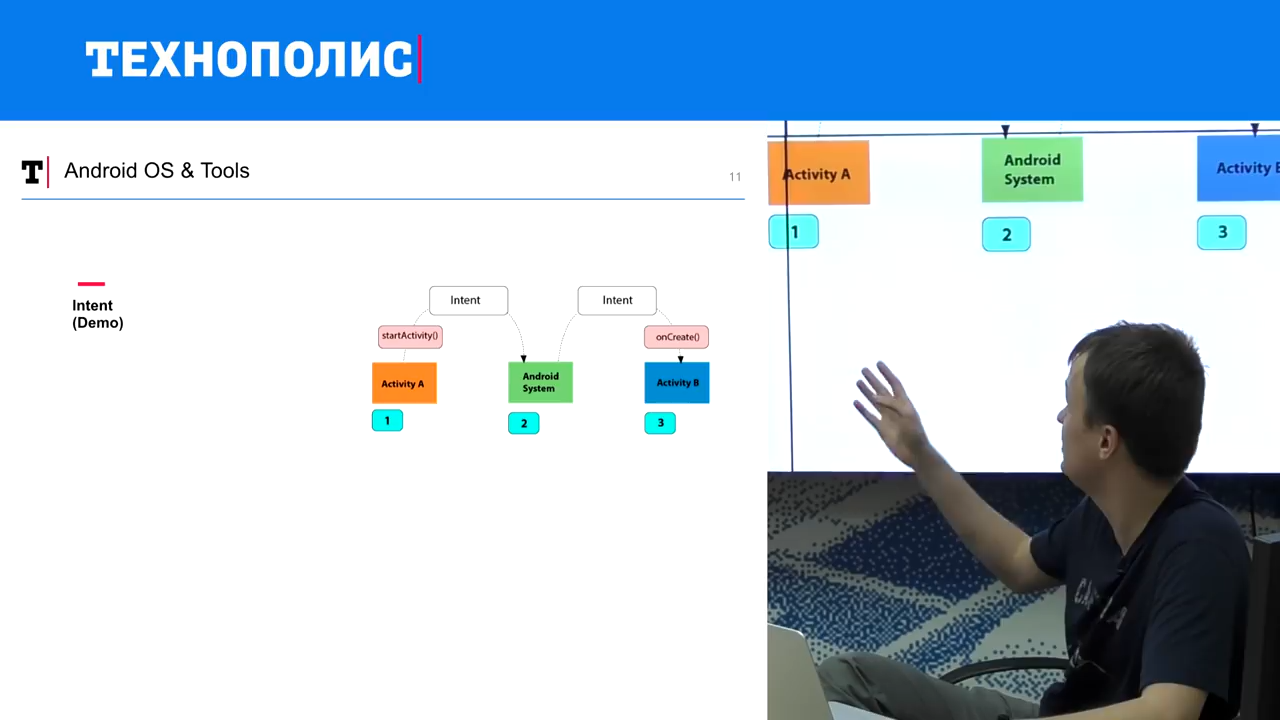 ТЕХНОПОЛИС
T
Android OS & Tools
11
Intent
(Demo)
Intent
Intent
startActivity()
onCreate()
Activity A
Android
System
Activity B
1
2
3
Activity A
Android
System
Activity
1
2
3